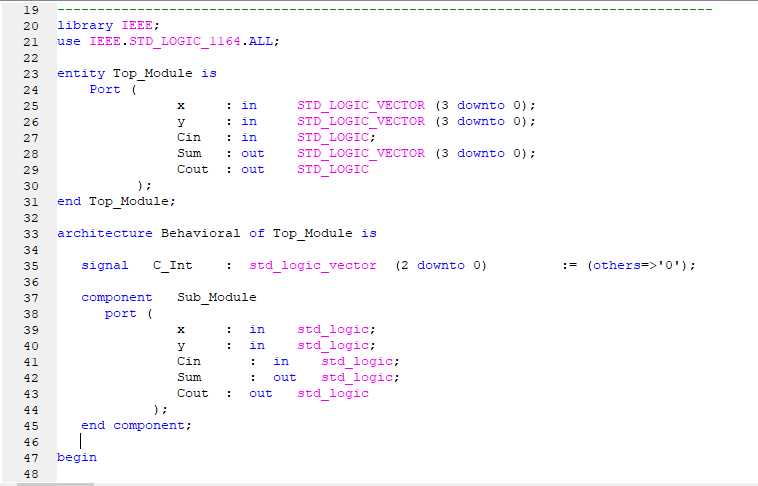 19 --------------------------------------------------------------------------------
20 library IEEE;
21 use IEEE.STD_LOGIC_1164.ALL;
22
23 entity Top_Module is
24     Port (
25                x     : in     STD_LOGIC_VECTOR (3 downto 0);
26                y     : in     STD_LOGIC_VECTOR (3 downto 0);
27                Cin   : in     STD_LOGIC;
28                Sum   : out    STD_LOGIC_VECTOR (3 downto 0);
29                Cout  : out    STD_LOGIC
30           );
31 end Top_Module;
32
33 architecture Behavioral of Top_Module is
34
35    signal   C_Int    :  std_logic_vector  (2 downto 0)         := (others=>'0');
36
37    component   Sub_Module
38       port (
39                x     :  in    std_logic;
40                y     :  in    std_logic;
41                Cin      :  in    std_logic;
42                Sum      :  out   std_logic;
43                Cout  :  out   std_logic
44             );
45    end component;
46
47 begin
48